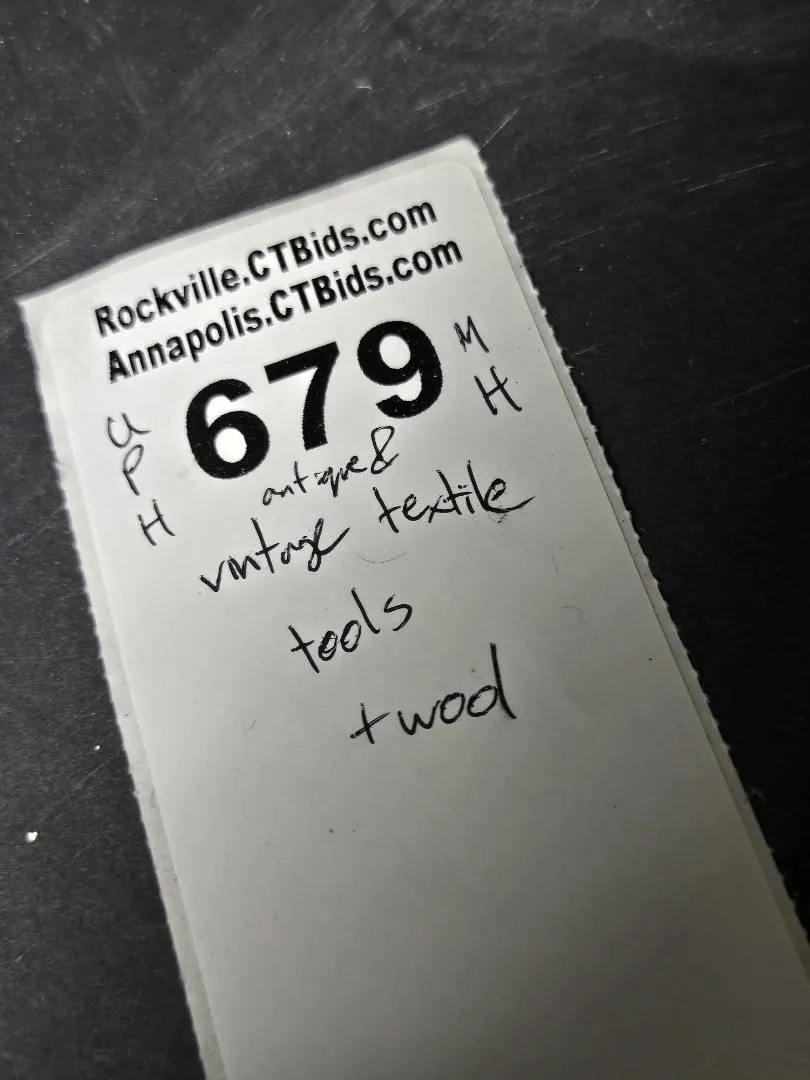 Rockville.CTBids.com
Annapolis.CTBids.com
679
M
H
U
P
H
antique &
vintage textile
tools
+ wood